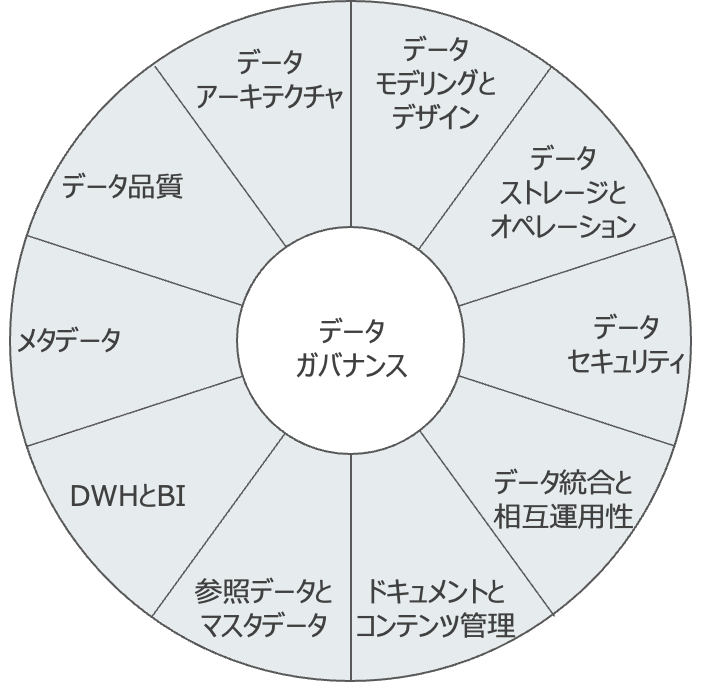 データ
アーキテクチャ
データ
モデリングと
デザイン
データ
ストレージと
オペレーション
データ
セキュリティ
データ統合と
相互運用性
ドキュメントと
コンテンツ管理
参照データと
マスタデータ
DWHとBI
メタデータ
データ品質
データ
ガバナンス